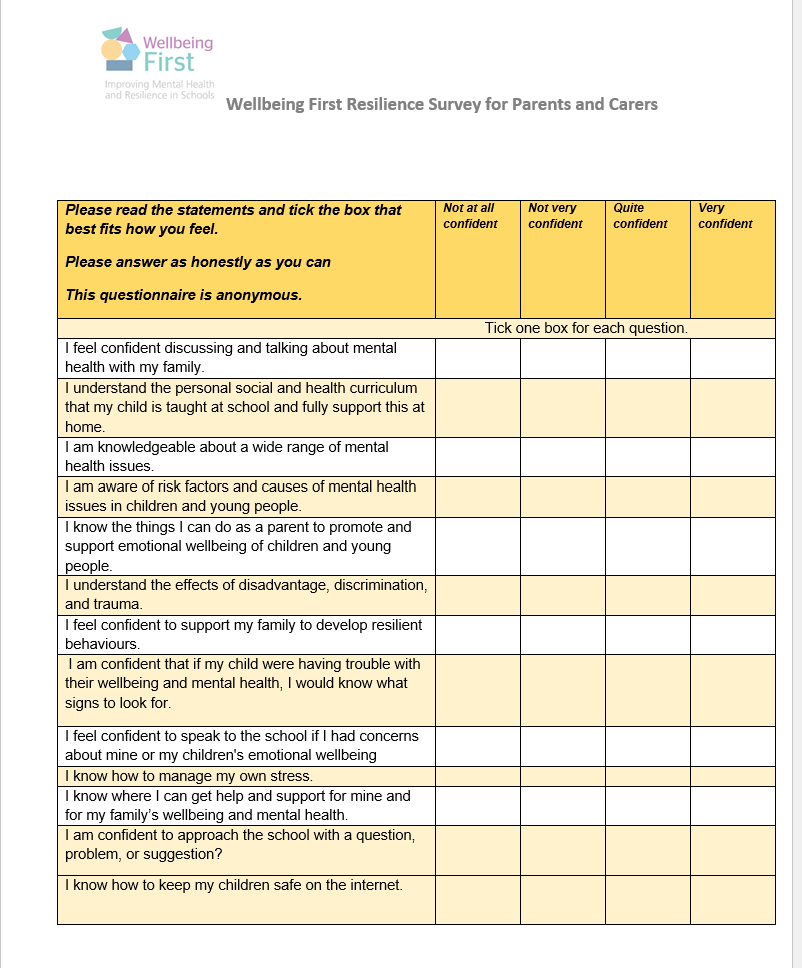 Wellbeing
First
Improving Mental Health
and Resilience in Schools
Wellbeing First Resilience Survey for Parents and Carers
Please read the statements and tick the box that
best fits how you feel.
Please answer as honestly as you can
This questionnaire is anonymous.
Not at all
confident
Not very
confident
Quite
confident
Very
confident
Tick one box for each question.
I feel confident discussing and talking about mental
health with my family.
I understand the personal social and health curriculum
that my child is taught at school and fully support this at
home.
I am knowledgeable about a wide range of mental
health issues.
I am aware of risk factors and causes of mental health
issues in children and young people.
I know the things I can do as a parent to promote and
support emotional wellbeing of children and young
people.
I understand the effects of disadvantage, discrimination,
and trauma.
I feel confident to support my family to develop resilient
behaviours.
I am confident that if my child were having trouble with
their wellbeing and mental health, I would know what
signs to look for.
I feel confident to speak to the school if I had concerns
about mine or my children's emotional wellbeing
I know how to manage my own stress.
I know where I can get help and support for mine and
for my family’s wellbeing and mental health.
I am confident to approach the school with a question,
problem, or suggestion?
I know how to keep my children safe on the internet.